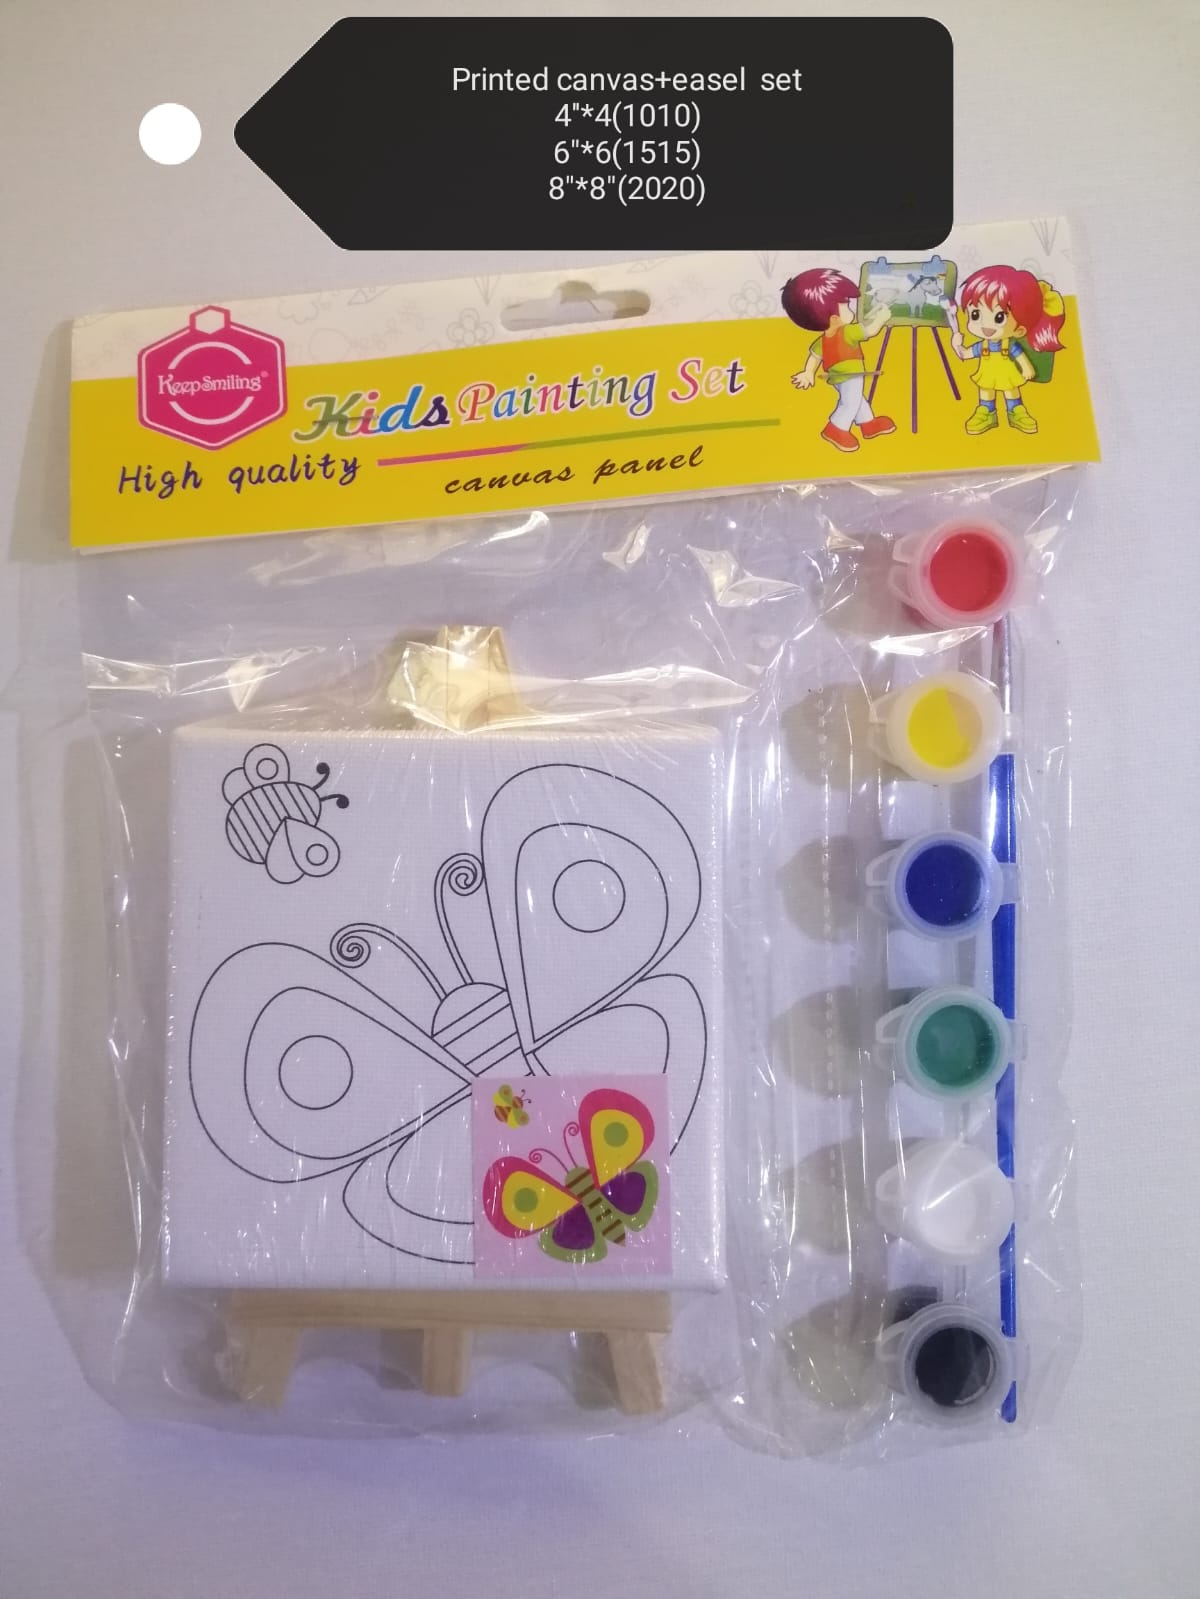 Printed canvas+easel set
4"*4(1010)
6"*6(1515)
8"*8"(2020)
KeepSmiling®
Kids Painting Set
High quality
canvas panel